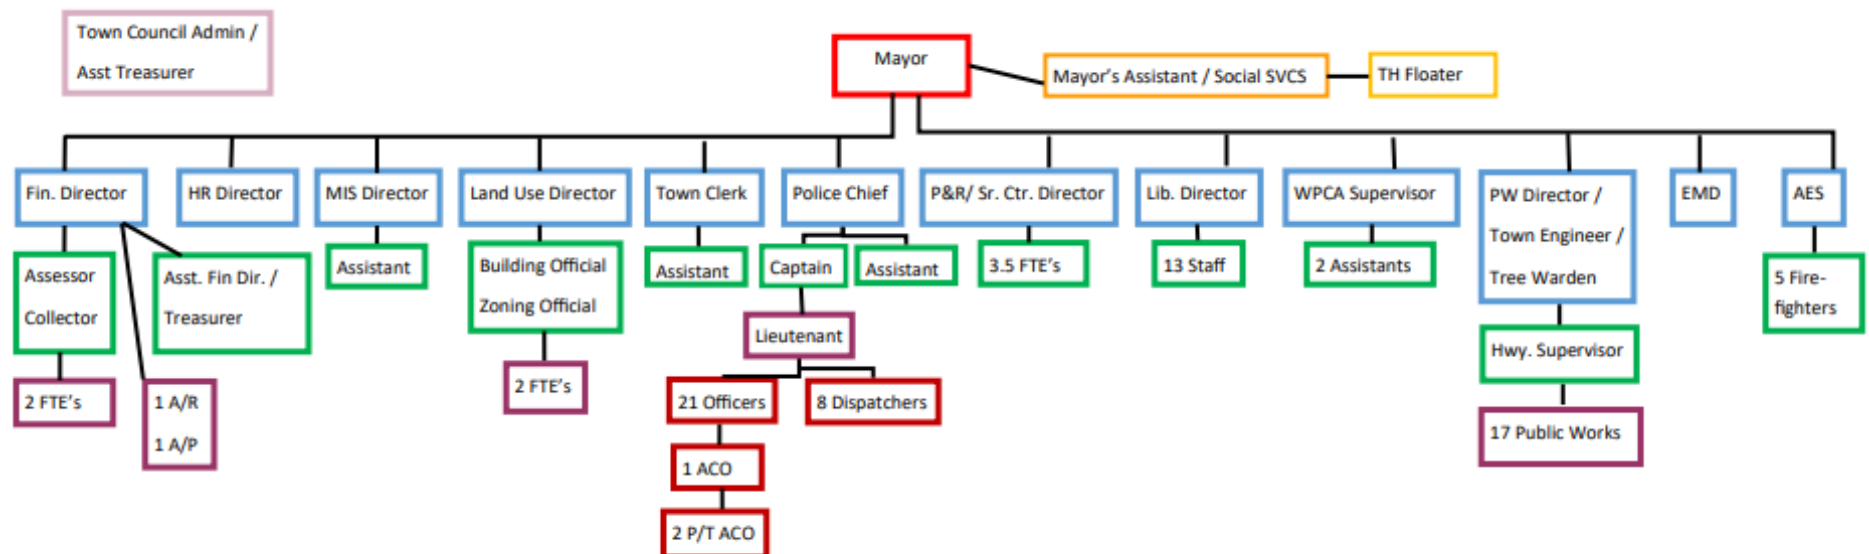 Town Council Admin /
Asst Treasurer
Mayor
Mayor's Assistant / Social SVCS
TH Floater
Fin. Director
HR Director
MIS Director
Land Use Director
Town Clerk
Police Chief
P&R/ Sr. Ctr. Director
Lib. Director
WPCA Supervisor
PW Director /
Town Engineer /
Tree Warden
EMD
AES
Assessor
Collector
Asst. Fin Dir. /
Treasurer
Assistant
Building Official
Zoning Official
Assistant
Captain
Assistant
3.5 FTE's
13 Staff
2 Assistants
5 Fire-
fighters
Lieutenant
Hwy. Supervisor
2 FTE's
1 A/R
1 A/P
2 FTE's
21 Officers
8 Dispatchers
17 Public Works
1 ACO
2 P/T ACO